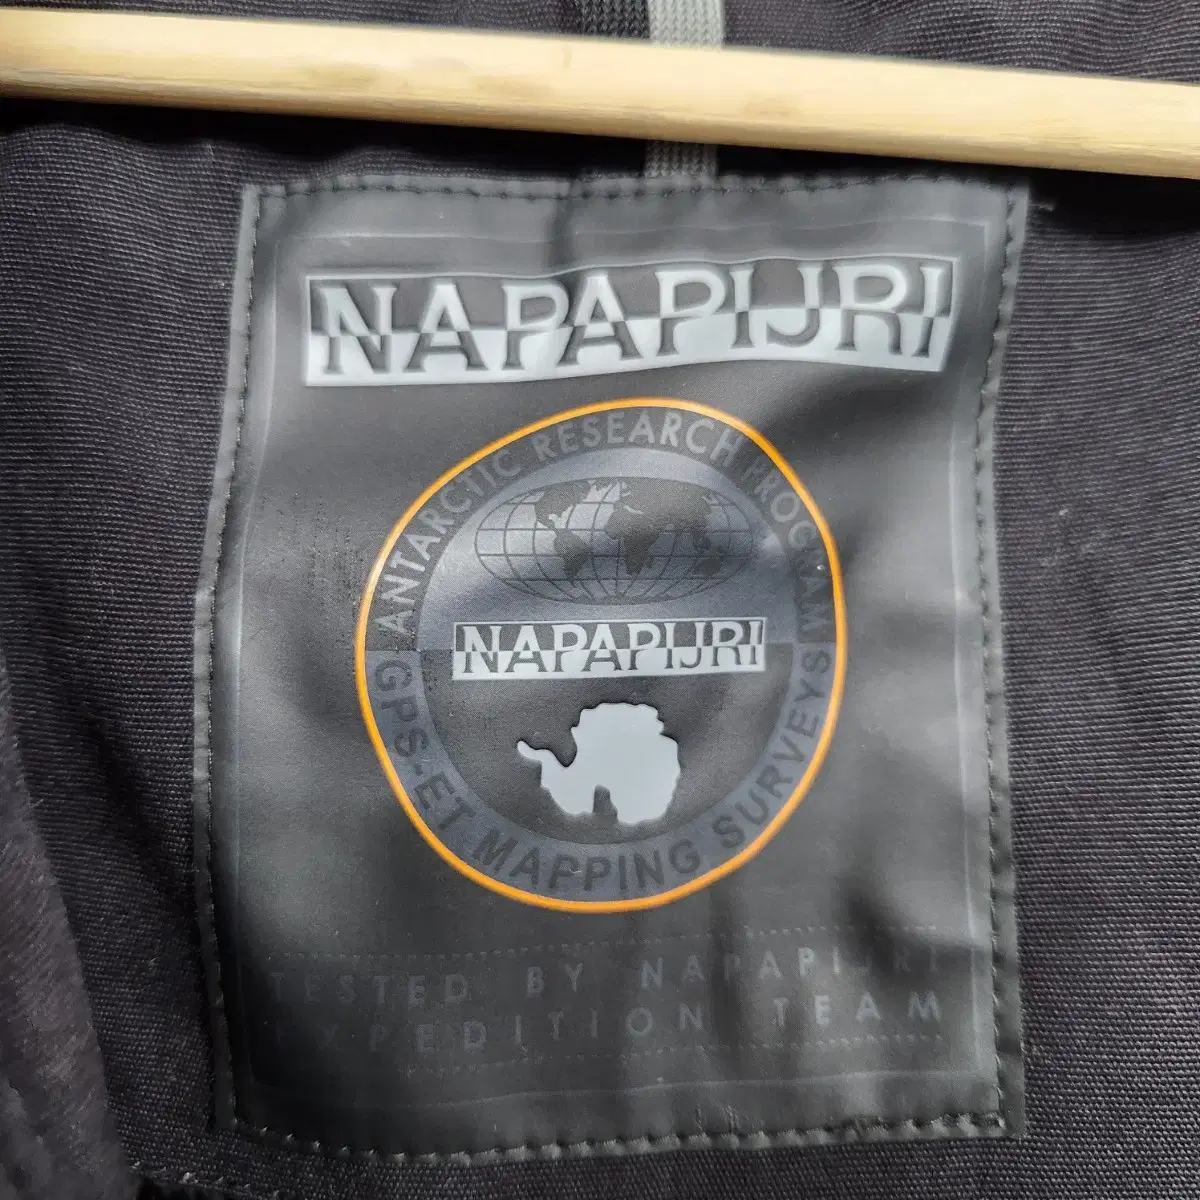 NAPAPIJRI
ANTARCTIC RESEARCH PROGRAM
NAPAPIJRI
GPS-ET MAPPING SURVEYS
TESTED BY NAPAPIJRI
EXPEDITION TEAM